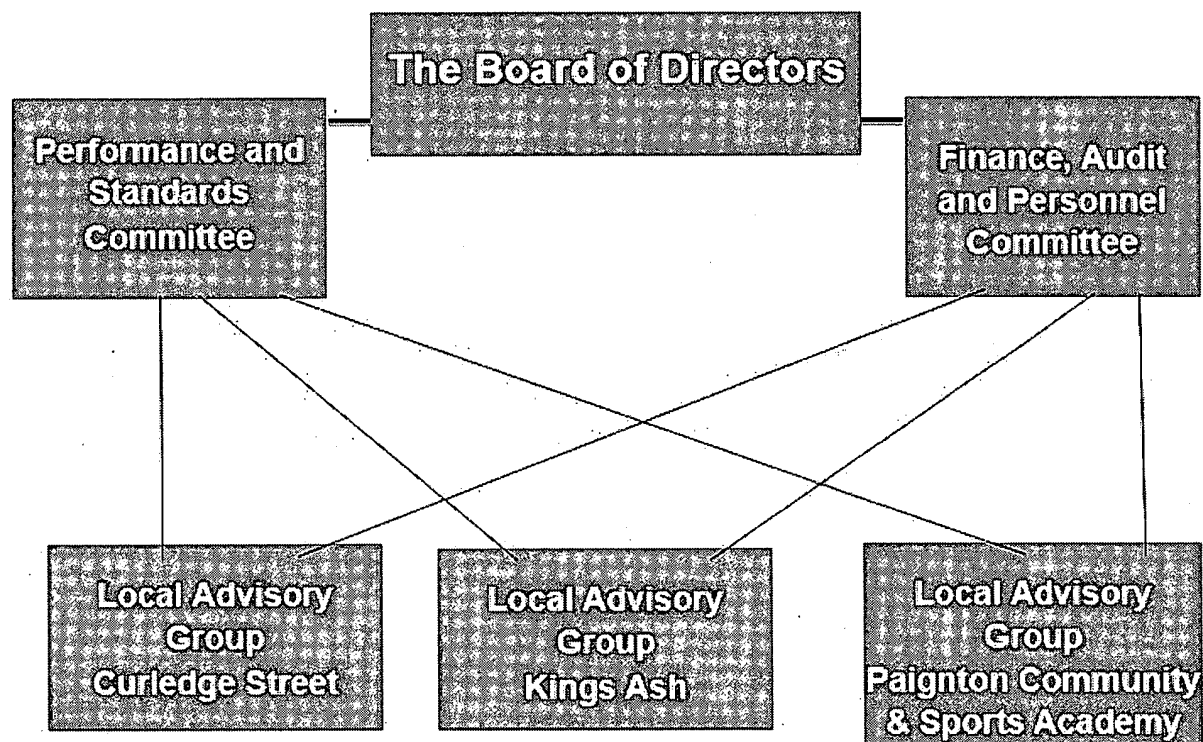 The Board of Directors
Performance and
Standards
Committee
Finance, Audit
and Personnel
Committee
Local Advisory
Group
Curledge Street
Local Advisory
Group
Kings Ash
Local Advisory
Group
Paignton Community
& Sports Academy